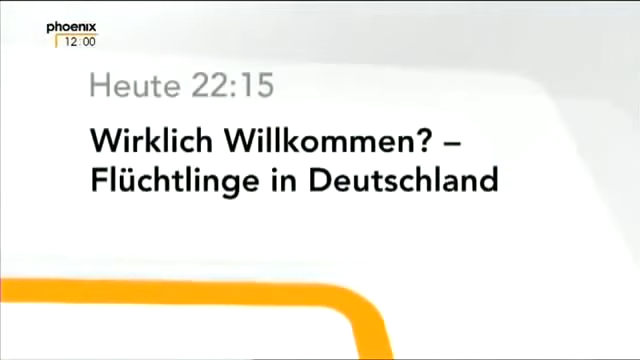 phoenix
12:00
Heute 22:15
Wirklich Willkommen? –
Flüchtlinge in Deutschland